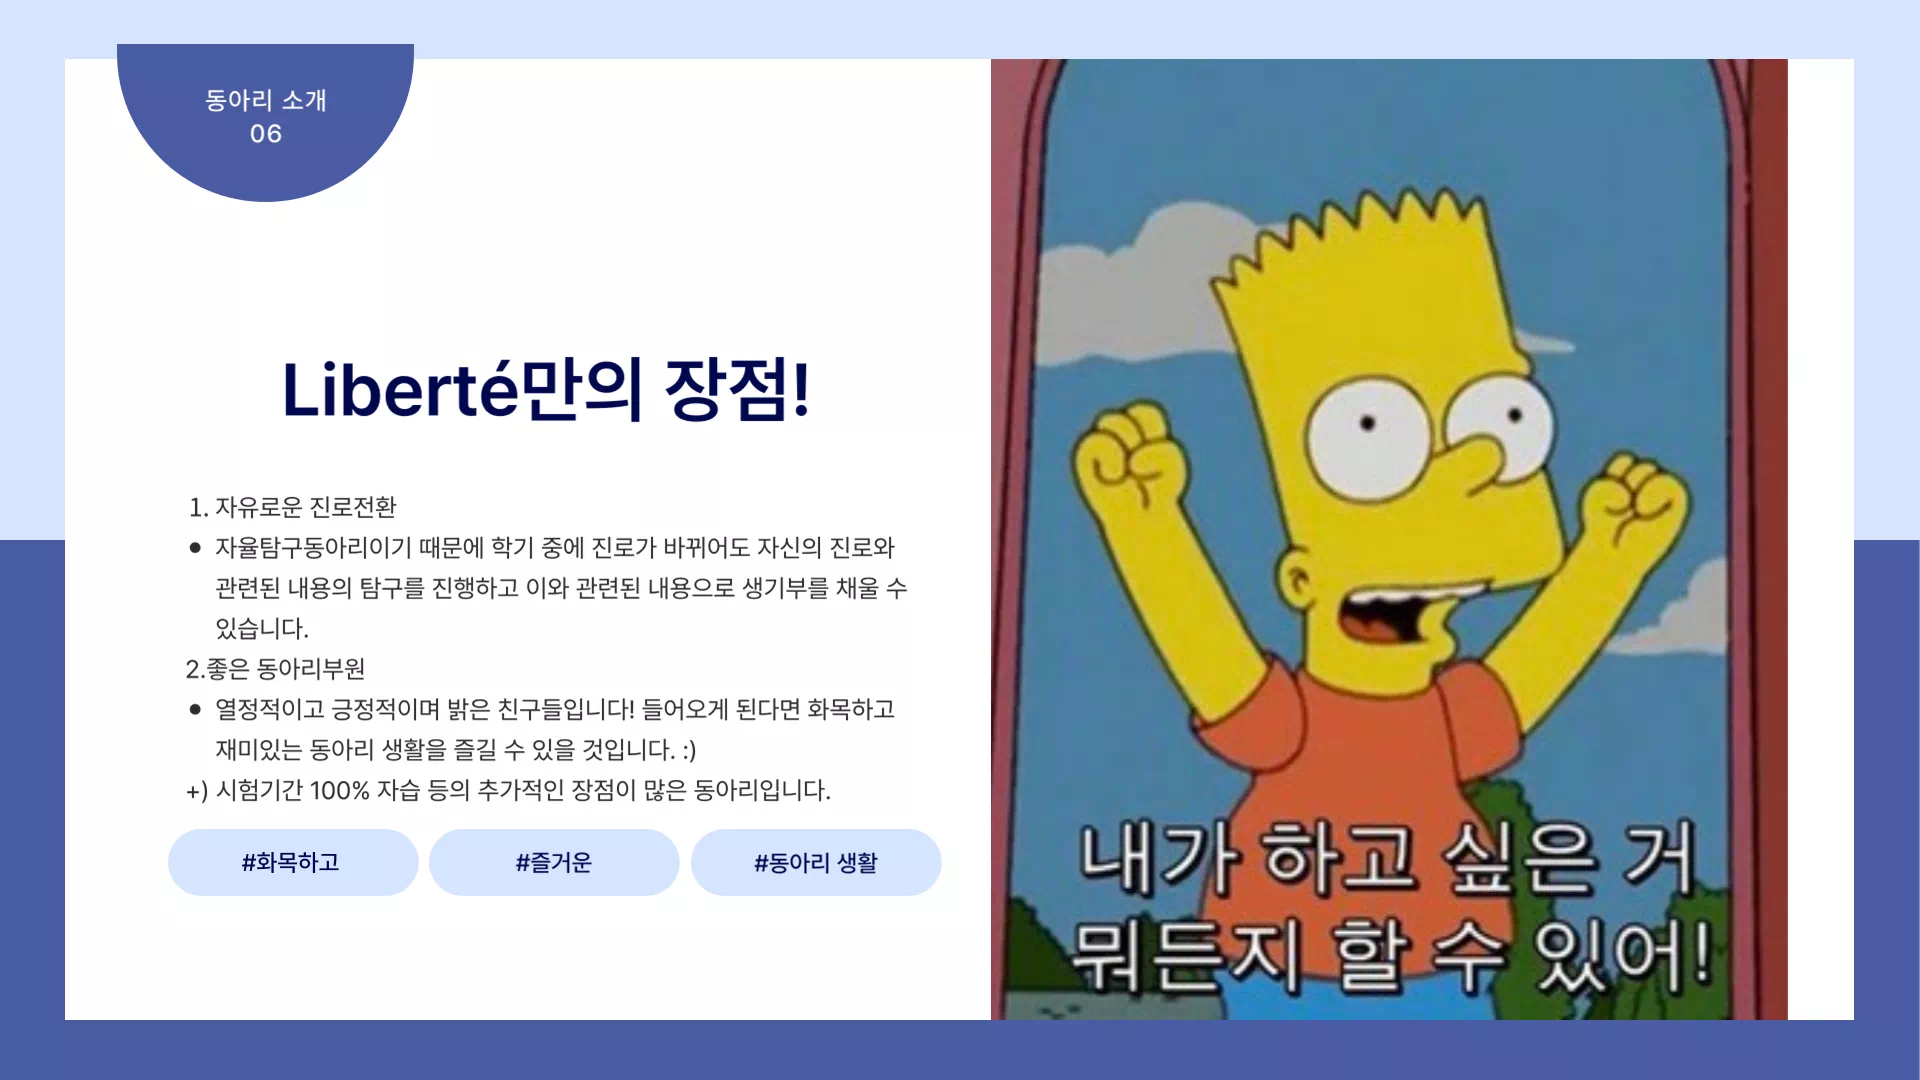 동아리 소개
06
Liberté만의 장점!
1. 자유로운 진로전환
● 자율탐구동아리이기 때문에 학기 중에 진로가 바뀌어도 자신의 진로와
관련된 내용의 탐구를 진행하고 이와 관련된 내용으로 생기부를 채울 수
있습니다.
2.좋은 동아리부원
● 열정적이고 긍정적이며 밝은 친구들입니다! 들어오게 된다면 화목하고
재미있는 동아리 생활을 즐길 수 있을 것입니다. :)
+) 시험기간 100% 자습 등의 추가적인 장점이 많은 동아리입니다.
#화목하고
#즐거운
#동아리 생활
내가 하고 싶은 거
뭐든지 할 수 있어!